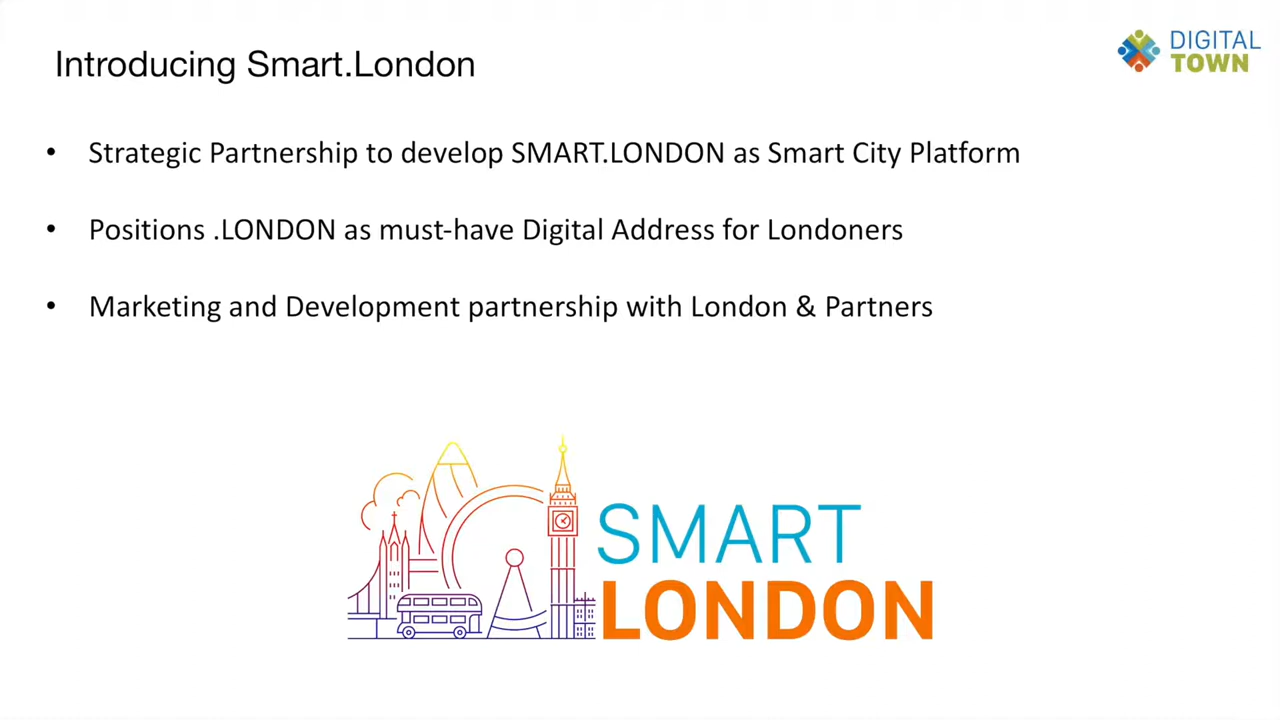 Introducing Smart.London
DIGITAL
TOWN
• Strategic Partnership to develop SMART.LONDON as Smart City Platform
• Positions .LONDON as must-have Digital Address for Londoners
• Marketing and Development partnership with London & Partners
SMART
LONDON